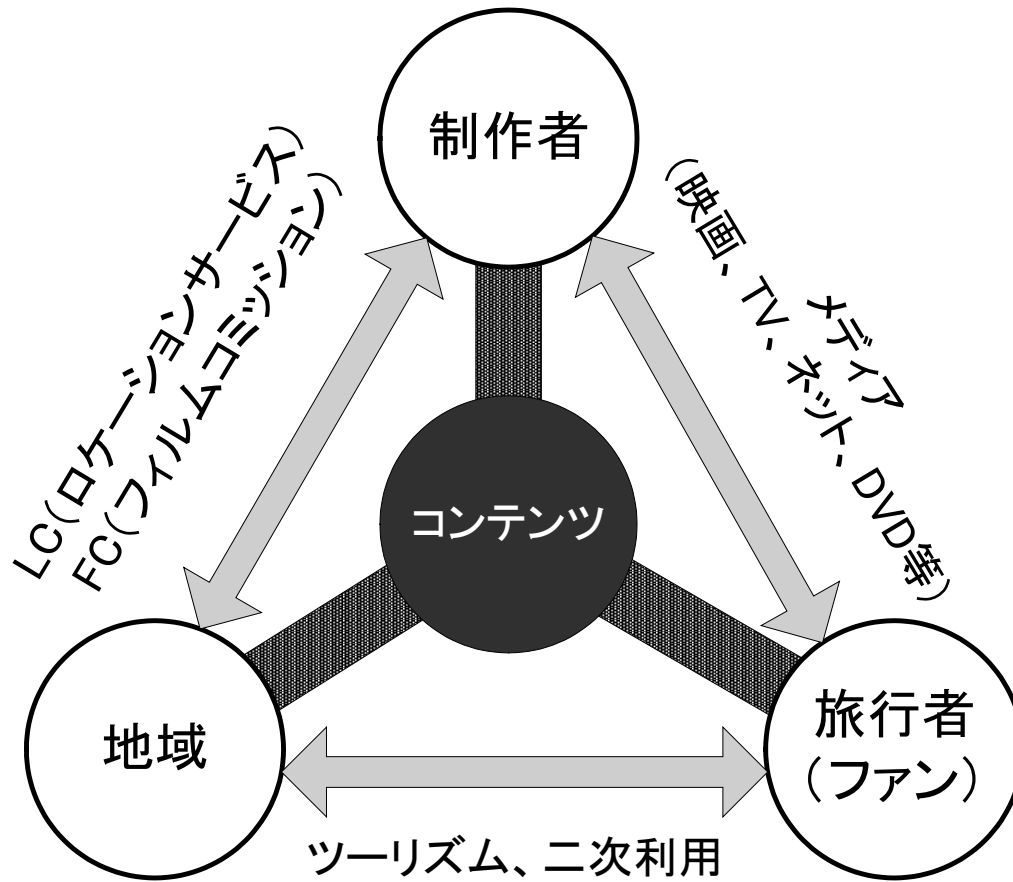 制作者
LC(ロケーションサービス)
FC(フィルムコミッション)
メディア
(映画、TV、ネット、DVD等)
コンテンツ
地域
旅行者
(ファン)
ツーリズム、二次利用